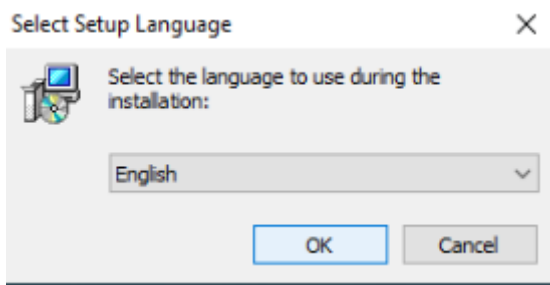 Select Setup Language
Select the language to use during the
installation:
English
OK
Cancel